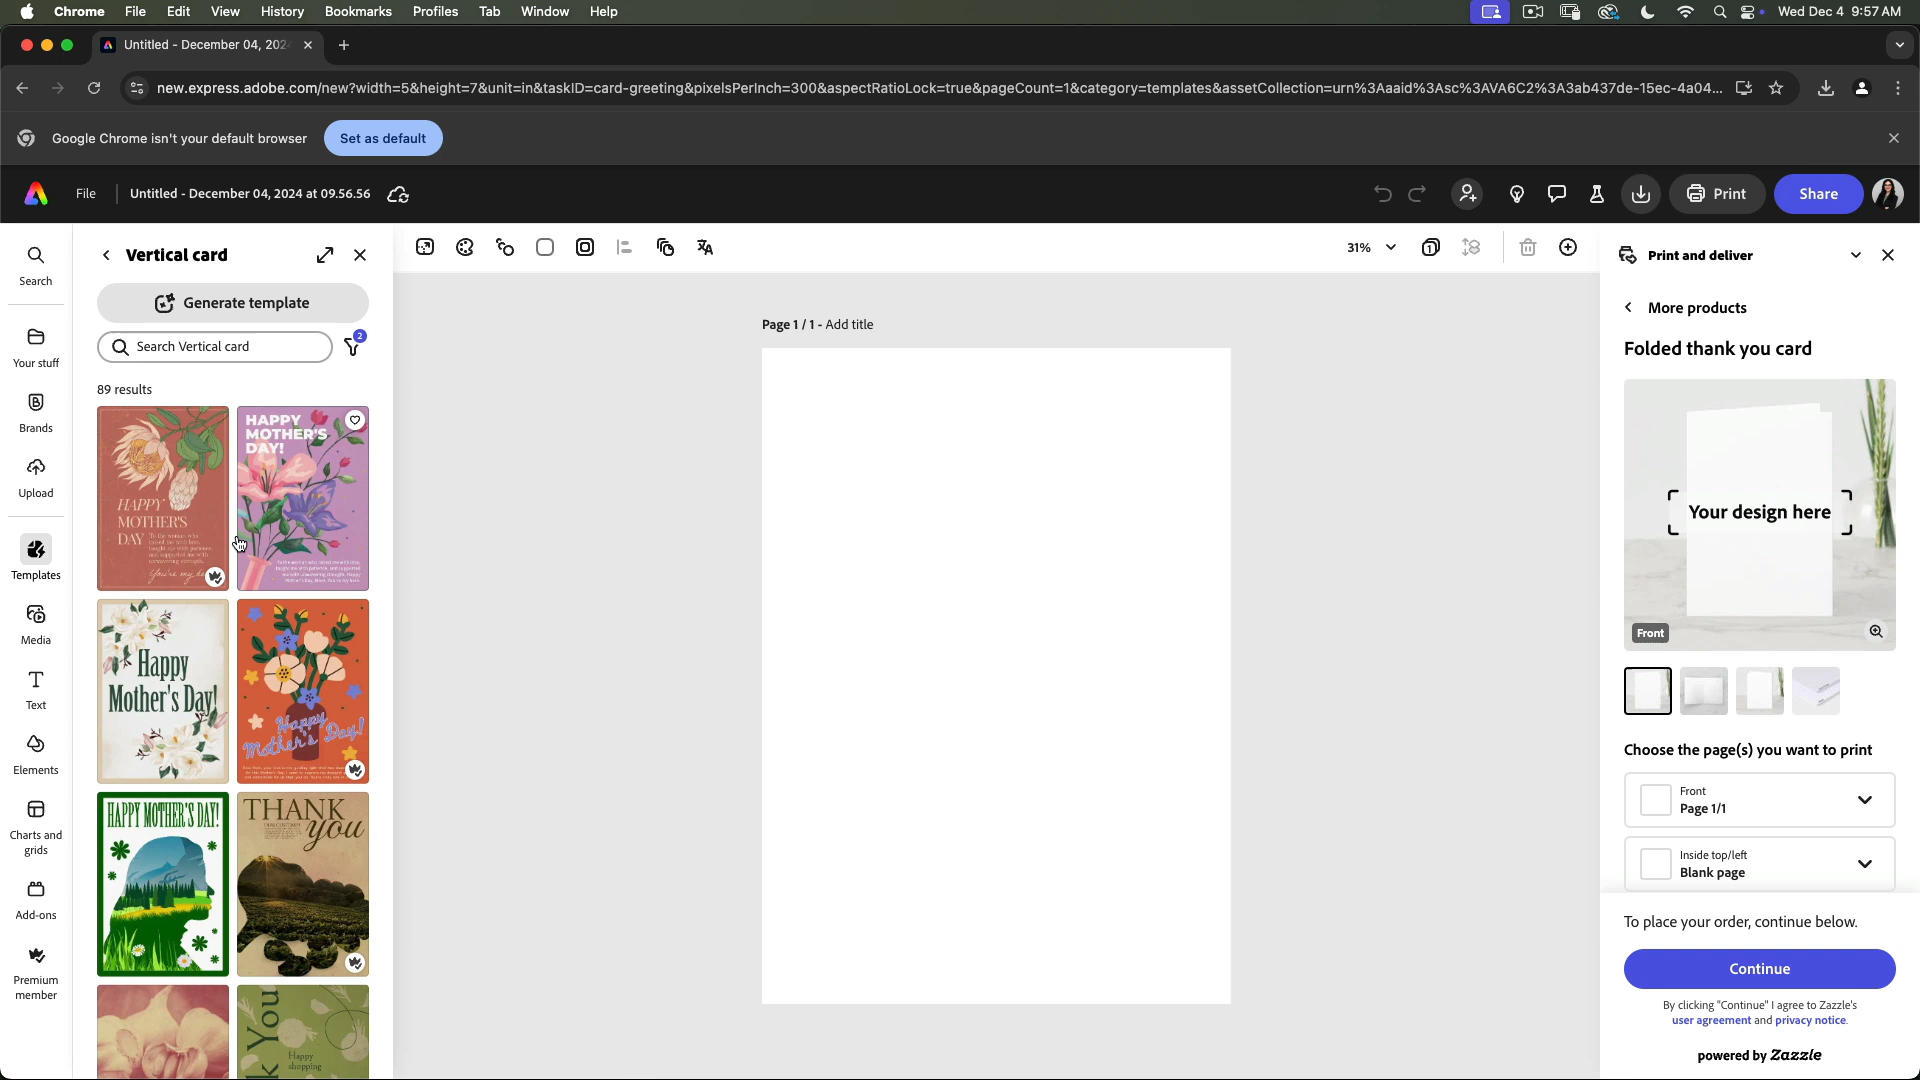 Chrome File Edit View History Bookmarks Profiles Tab Window Help
Wed Dec 4 9:57 AM
Untitled - December 04, 202
new.express.adobe.com/new?width=5&height=7&unit=in&taskID=card-greeting&pixelsPerInch=300&aspectRatioLock=true&pageCount=1&category=templates&assetCollection=urn%3Aaaid%3Asc%3AVA6C2%3A3ab437de-15ec-4a04...
Google Chrome isn't your default browser
Set as default
File
Untitled - December 04, 2024 at 09.56.56
Print
Share
Search
Your stuff
Brands
Upload
Templates
Media
Text
Elements
Charts and
grids
Add-ons
Premium
member
Vertical card
Generate template
Search Vertical card
2
89 results
HAPPY
MOTHER'S
DAY
To the woman who
HAPPY
MOTHER'S
DAY!
Happy
Mother's Day!
Happy
Mother's Day!
HAPPY MOTHER'S DAY!
THANK
you
k You
Happy
shopping
31%
1
Page 1 / 1 - Add title
Print and deliver
More products
Folded thank you card
Your design here
Front
Choose the page(s) you want to print
Front
Page 1/1
Inside top/left
Blank page
To place your order, continue below.
Continue
By clicking "Continue" I agree to Zazzle's
user agreement and privacy notice.
powered by Zazzle